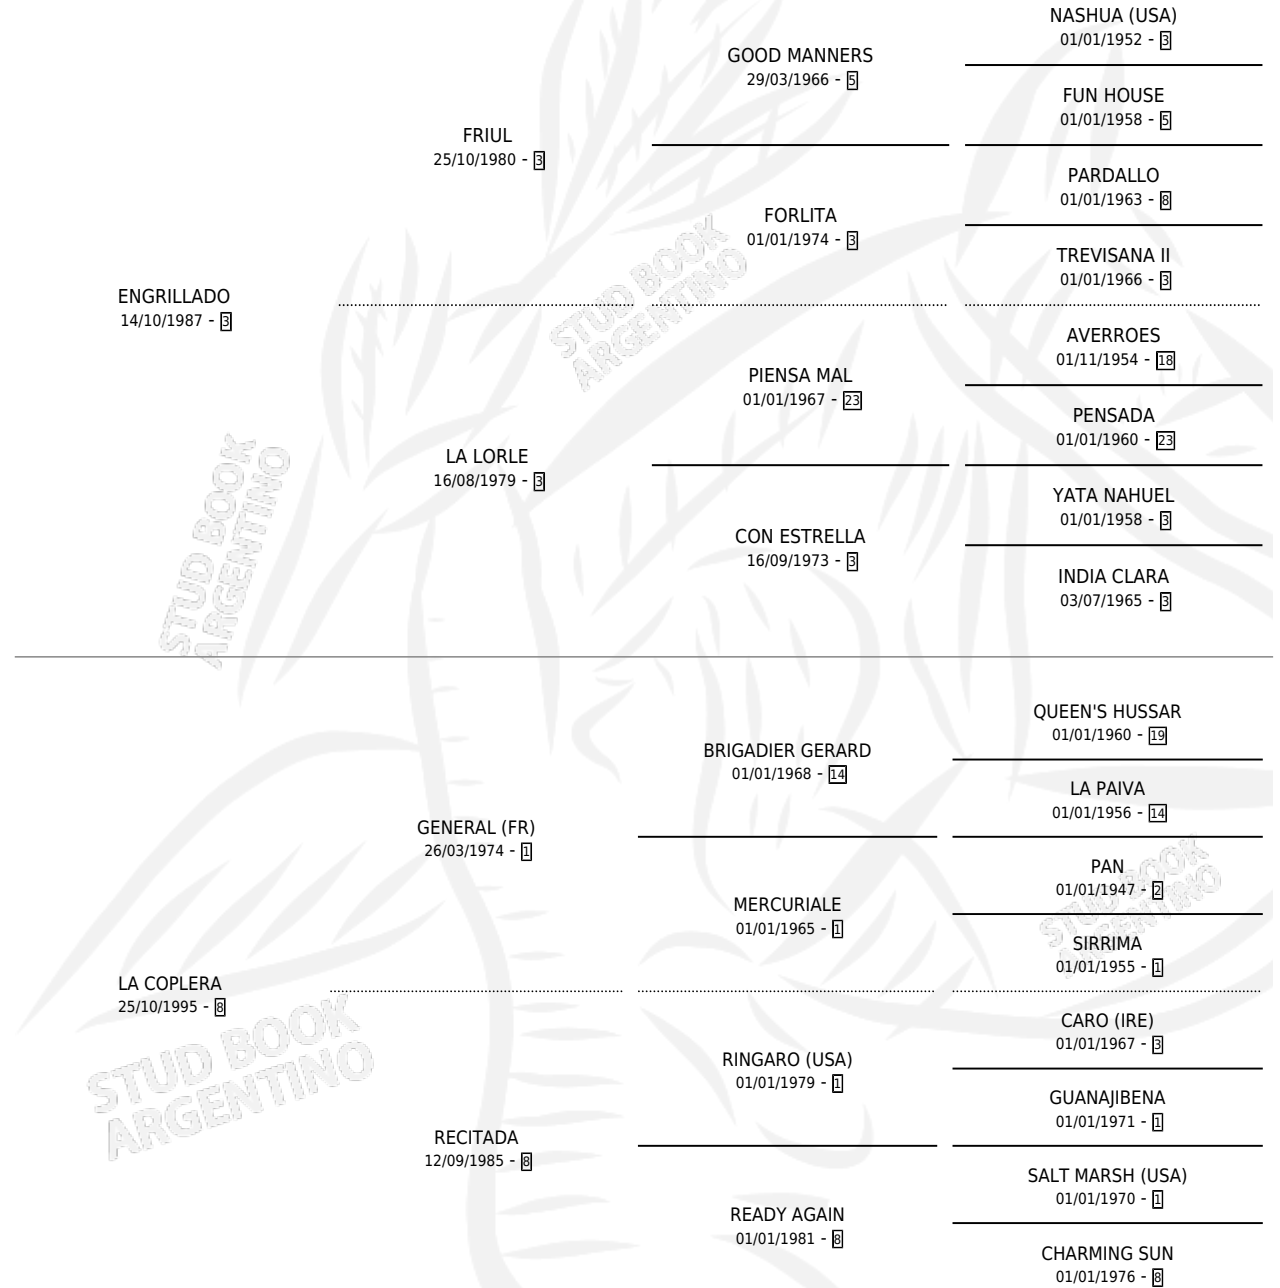 NASHUA (USA)
01/01/1952 - 3
GOOD MANNERS
29/03/1966 - 5
FUN HOUSE
01/01/1958 - 5
FRIUL
25/10/1980 - 3
PARDALLO
01/01/1963 - 8
FORLITA
01/01/1974 - 3
TREVISANA II
01/01/1966 - 3
ENGRILLADO
14/10/1987 - 3
STUD BOOK
ARGENTINO
AVERROES
01/11/1954 - 18
PIENSA MAL
01/01/1967 - 23
PENSADA
01/01/1960 - 23
LA LORLE
16/08/1979 - 3
YATA NAHUEL
01/01/1958 - 3
CON ESTRELLA
16/09/1973 - 3
INDIA CLARA
03/07/1965 - 3
STUD BOOK
ARGENTINO
QUEEN'S HUSSAR
01/01/1960 - 19
BRIGADIER GERARD
01/01/1968 - 14
LA PAIVA
01/01/1956 - 14
GENERAL (FR)
26/03/1974 - 1
PAN
01/01/1947 - 2
MERCURIALE
01/01/1965 - 1
SIRRIMA
01/01/1955 - 1
STUD BOOK
ARGENTINO
LA COPLERA
25/10/1995 - 8
CARO (IRE)
01/01/1967 - 3
RINGARO (USA)
01/01/1979 - 1
GUANAJIBENA
01/01/1971 - 1
STUD BOOK
ARGENTINO
RECITADA
12/09/1985 - 8
SALT MARSH (USA)
01/01/1970 - 1
READY AGAIN
01/01/1981 - 8
CHARMING SUN
01/01/1976 - 8